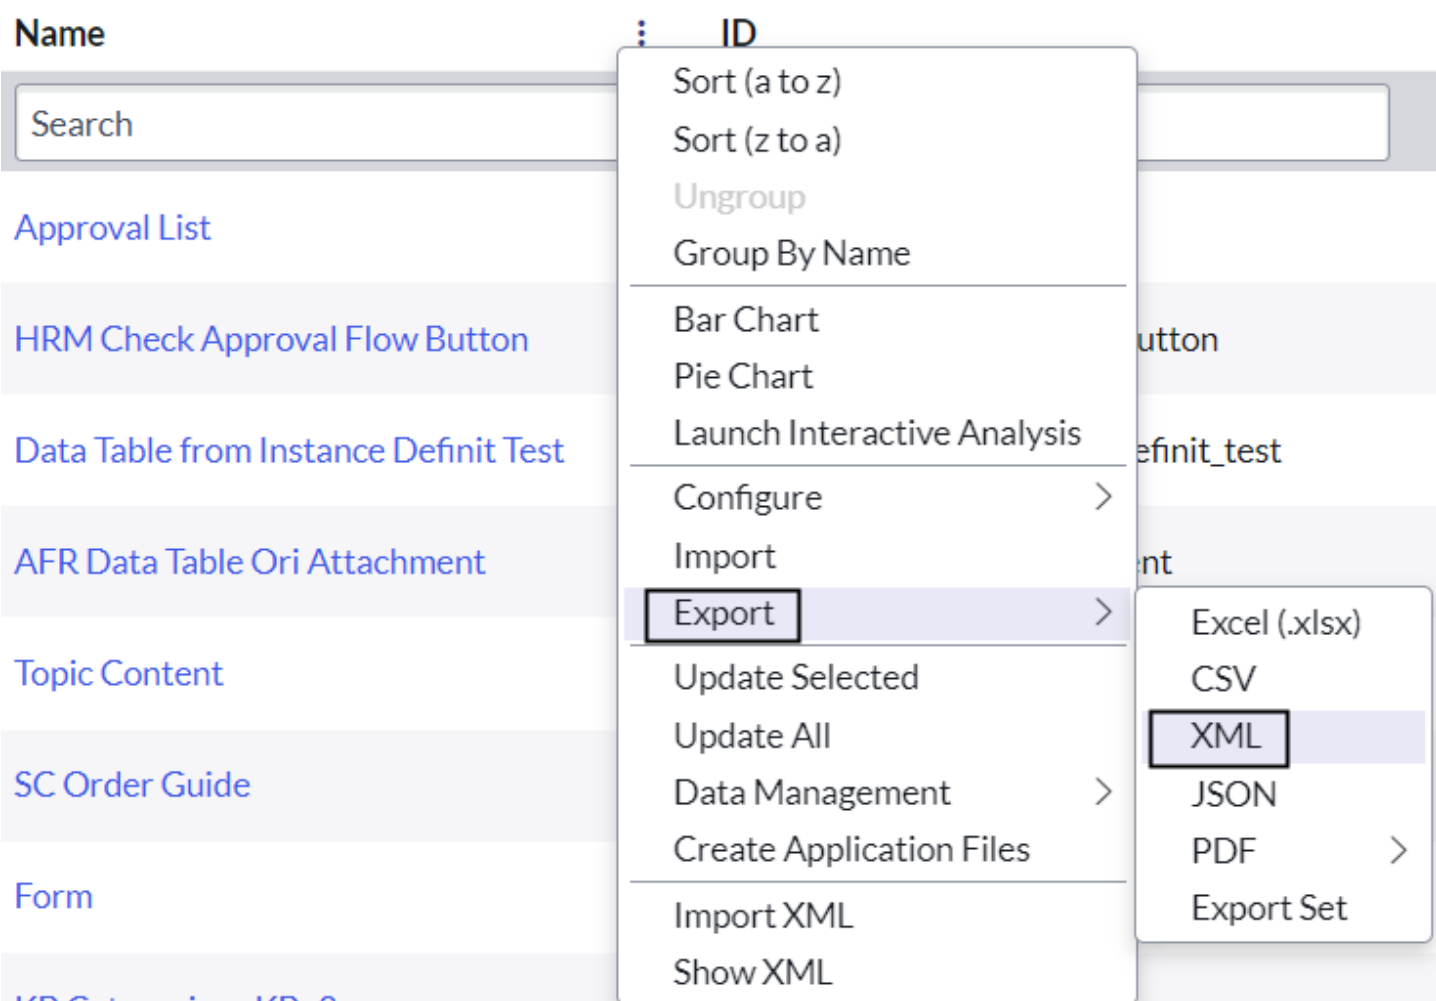 Name
ID
Search
Approval List
HRM Check Approval Flow Button
utton
Data Table from Instance Definit Test
efinit_test
AFR Data Table Ori Attachment
nt
Topic Content
SC Order Guide
Form
Sort (a to z)
Sort (z to a)
Ungroup
Group By Name
Bar Chart
Pie Chart
Launch Interactive Analysis
Configure
Import
Export
Update Selected
Update All
Data Management
Create Application Files
Import XML
Show XML
Excel (.xlsx)
CSV
XML
JSON
PDF
Export Set